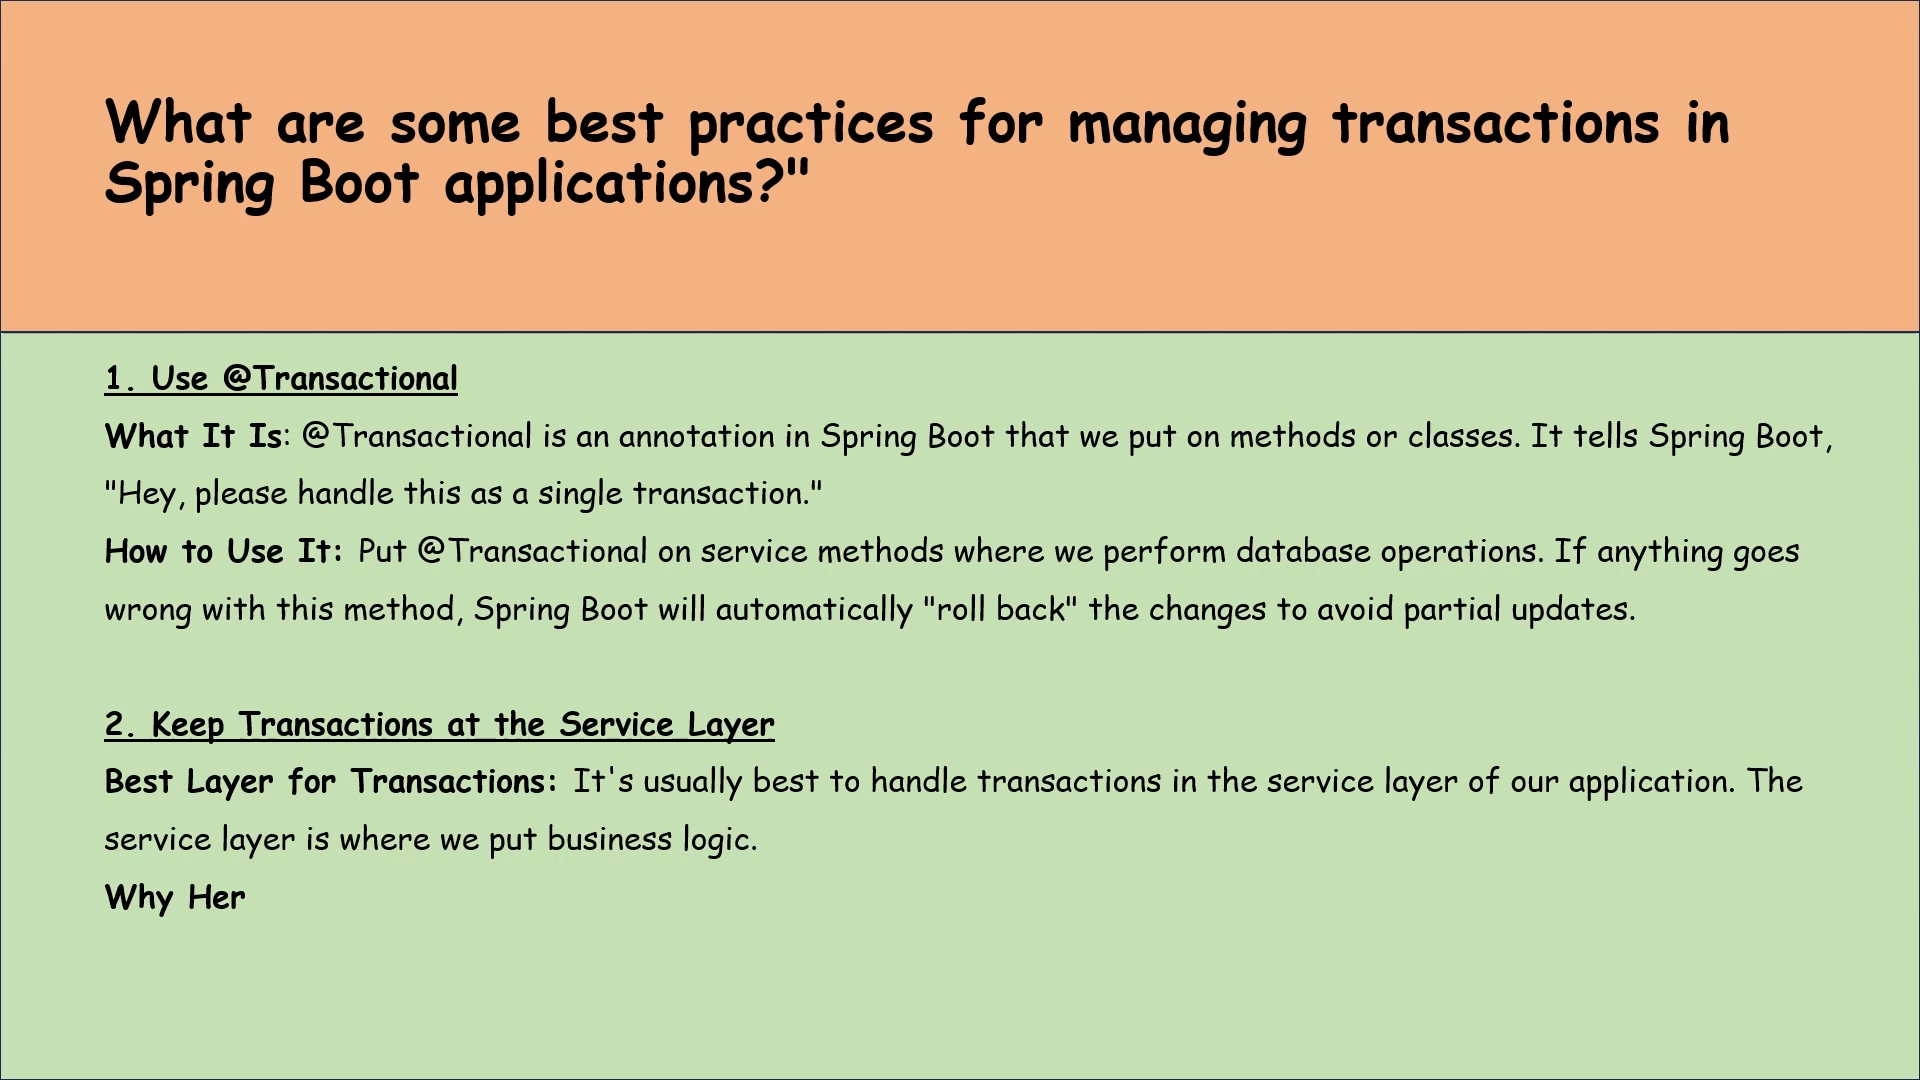 What are some best practices for managing transactions in
Spring Boot applications?"
1. Use @Transactional
What It Is: @Transactional is an annotation in Spring Boot that we put on methods or classes. It tells Spring Boot,
"Hey, please handle this as a single transaction."
How to Use It: Put @Transactional on service methods where we perform database operations. If anything goes
wrong with this method, Spring Boot will automatically "roll back" the changes to avoid partial updates.
2. Keep Transactions at the Service Layer
Best Layer for Transactions: It's usually best to handle transactions in the service layer of our application. The
service layer is where we put business logic.
Why Her